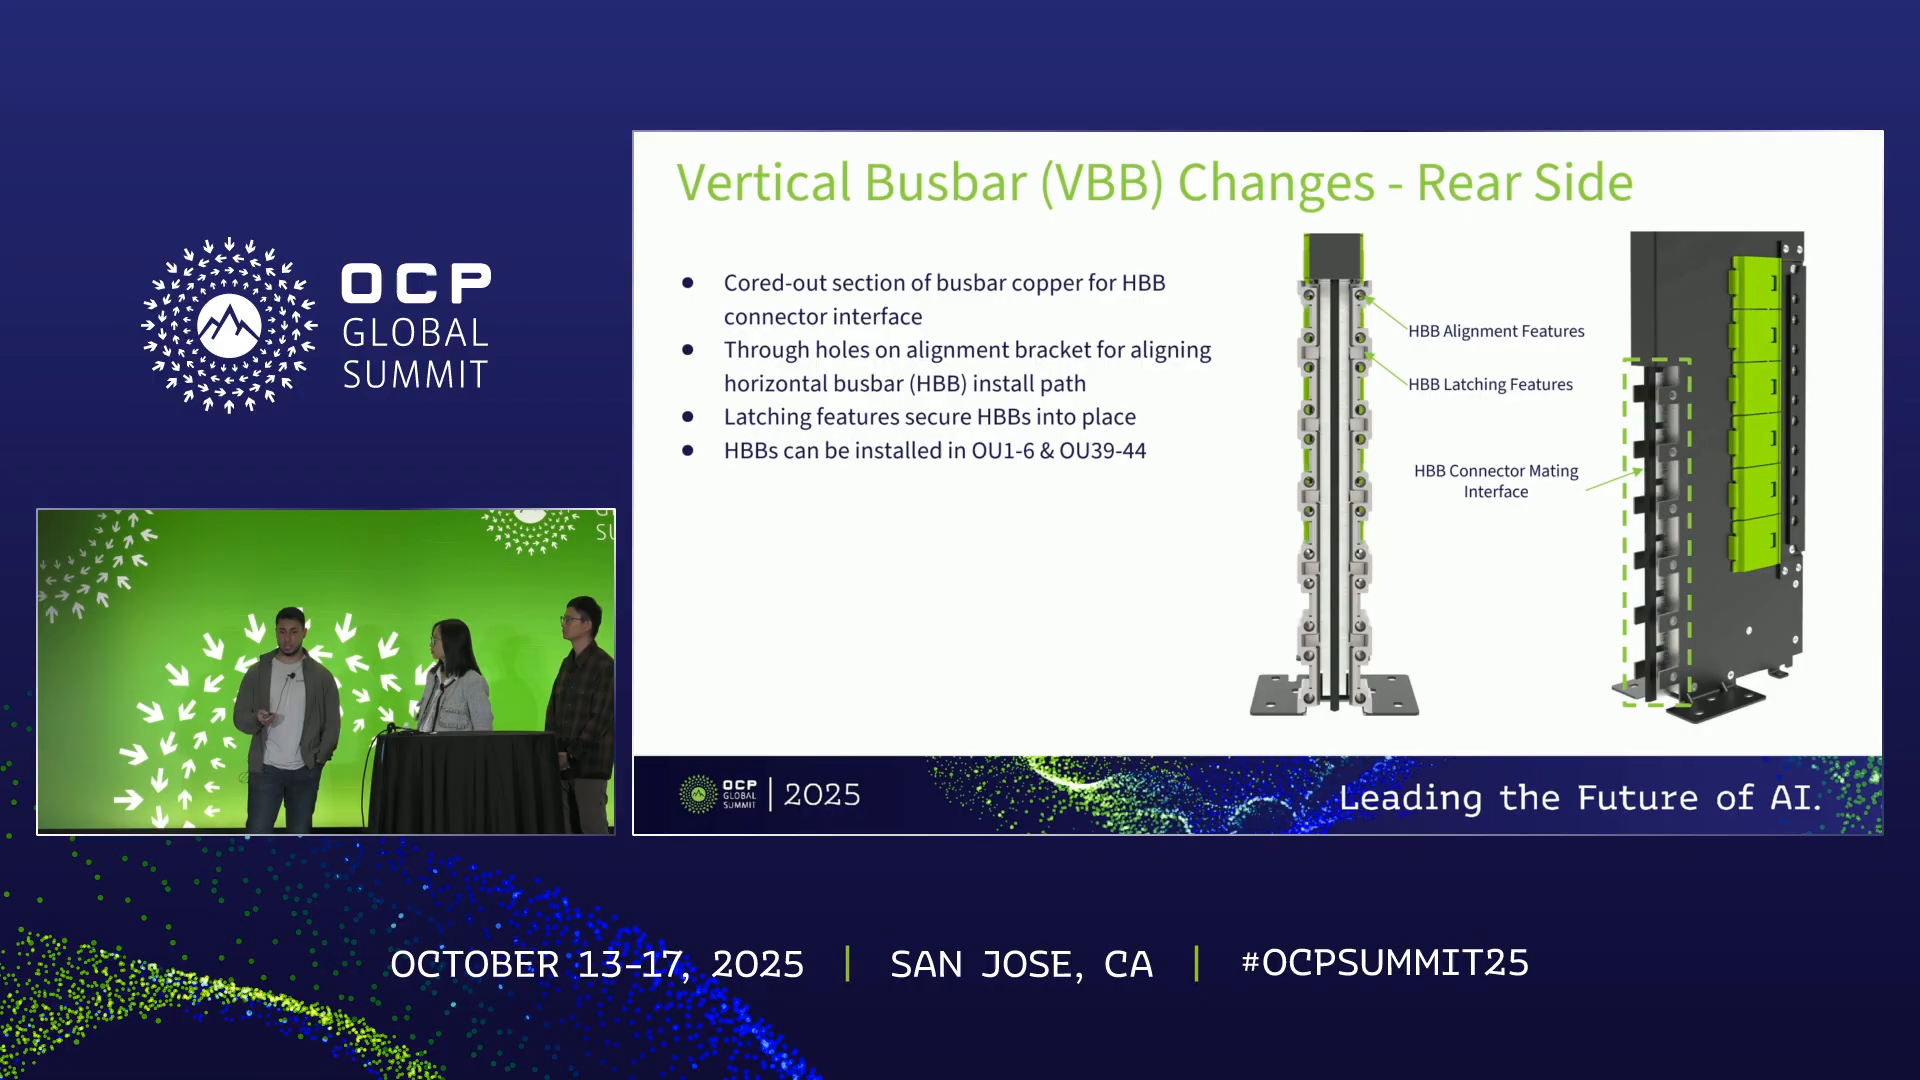 OCP
GLOBAL
SUMMIT
Vertical Busbar (VBB) Changes - Rear Side
● Cored-out section of busbar copper for HBB
connector interface
● Through holes on alignment bracket for aligning
horizontal busbar (HBB) install path
● Latching features secure HBBs into place
● HBBs can be installed in OU1-6 & OU39-44
HBB Alignment Features
HBB Latching Features
HBB Connector Mating
Interface
OCP
GLOBAL
SUMMIT
2025
Leading the Future of AI.
OCTOBER 13-17, 2025 | SAN JOSE, CA | #OCPSUMMIT25